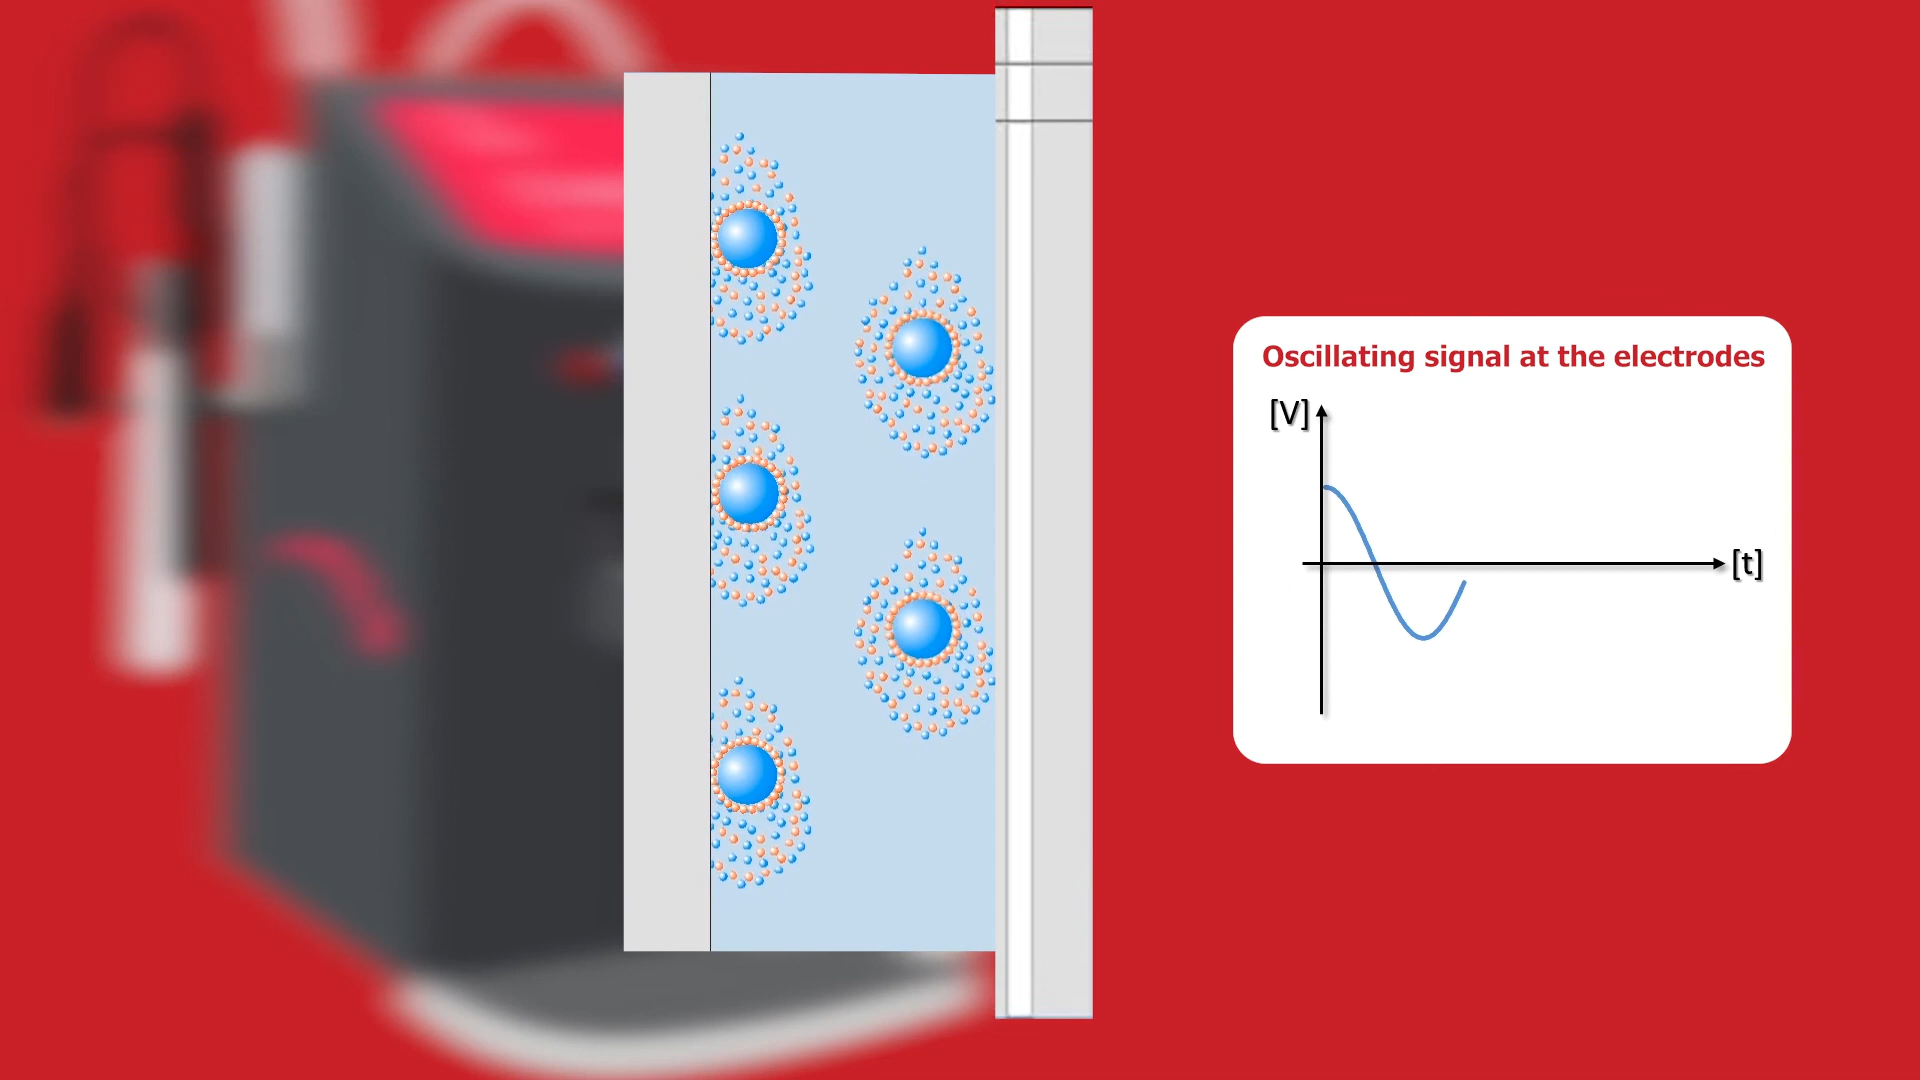 Oscillating signal at the electrodes
[V]
[t]